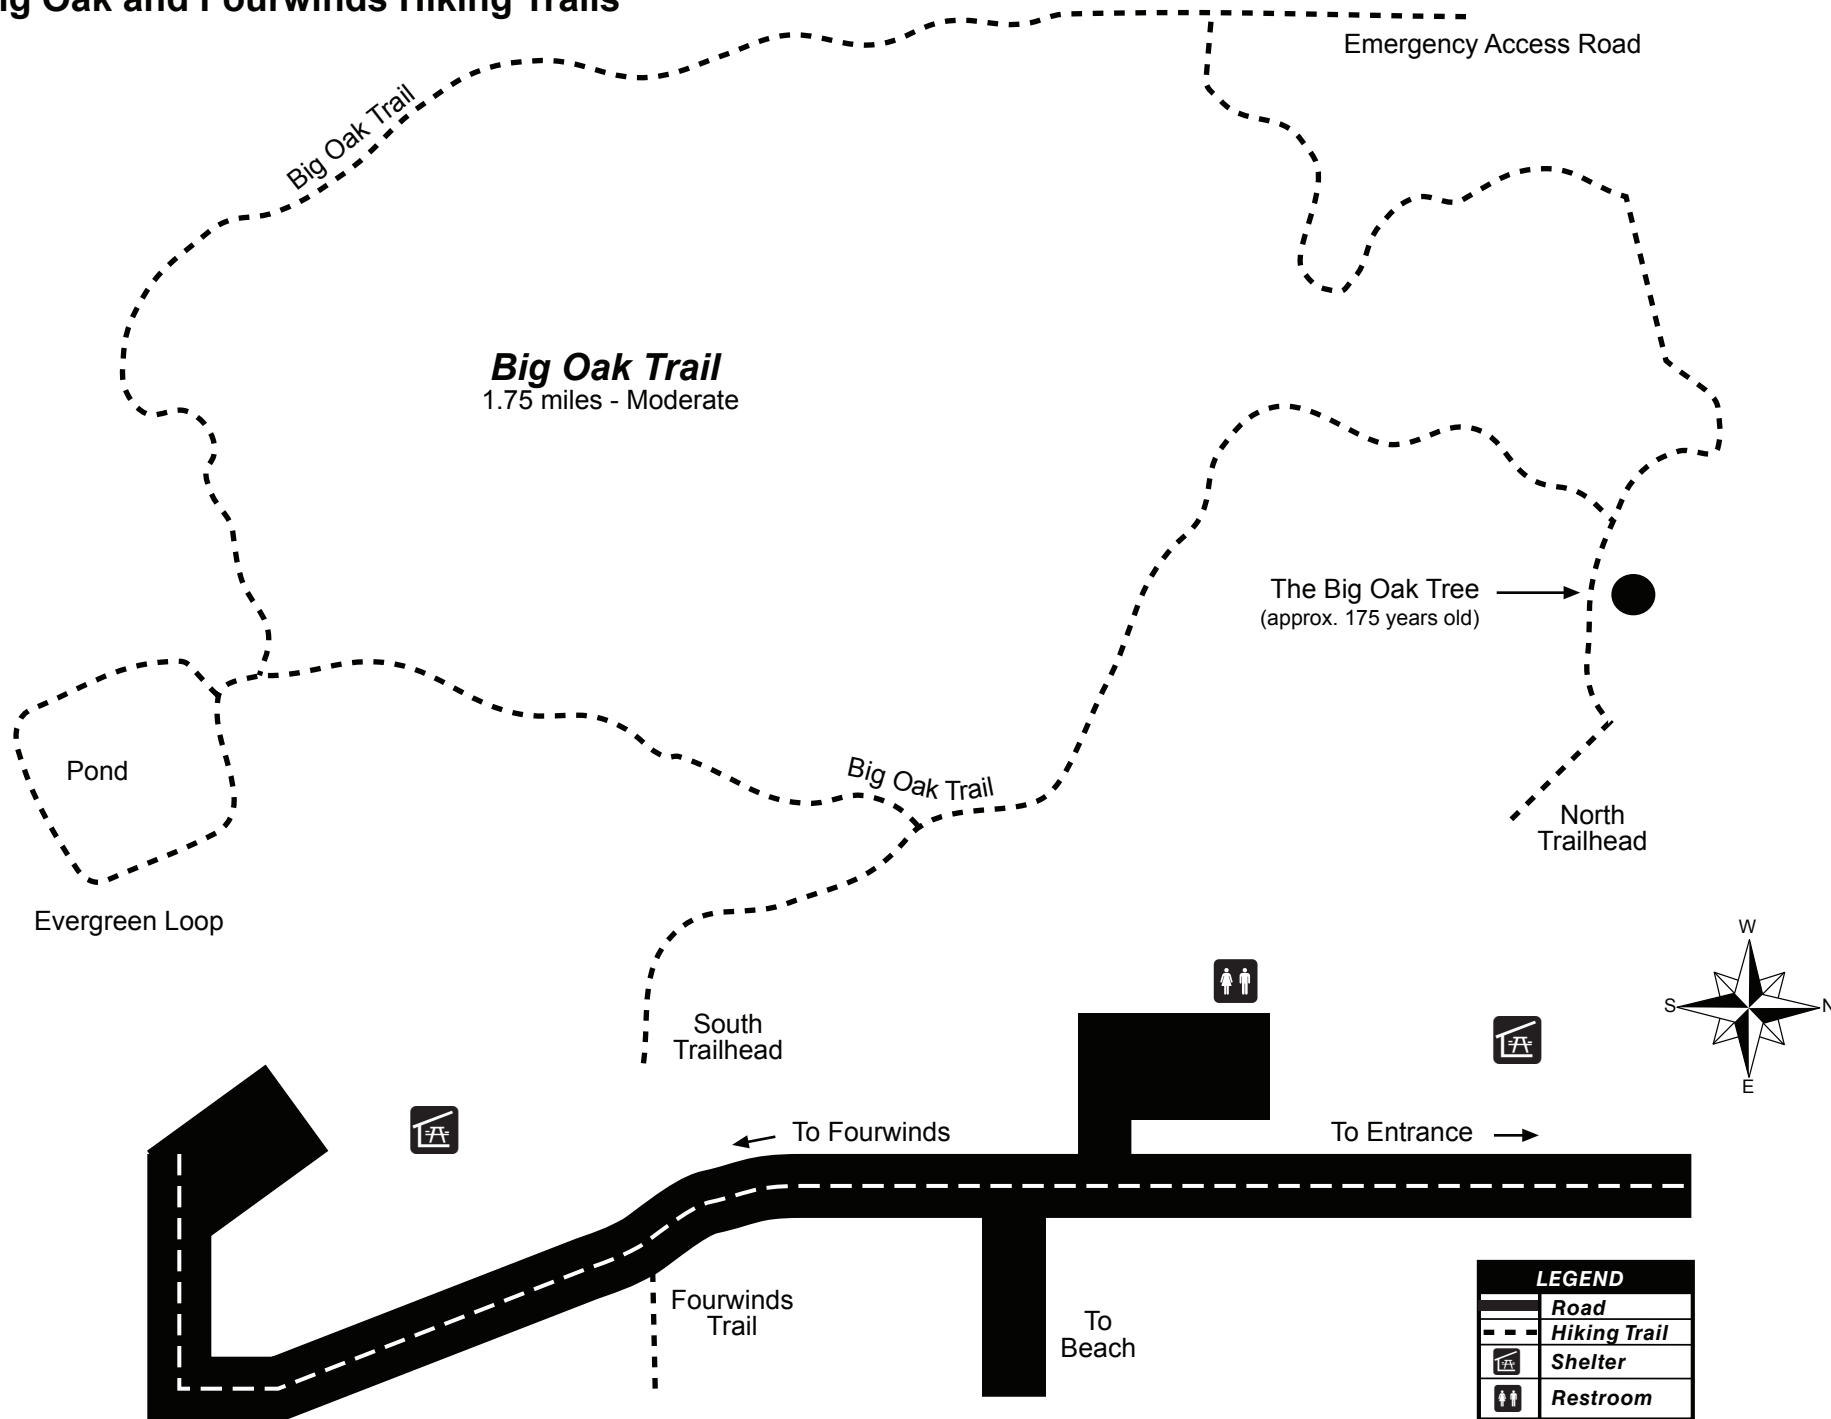 ig Oak and Fourwinds Hiking Trails
Emergency Access Road
Big Oak Trail
Big Oak Trail
1.75 miles - Moderate
The Big Oak Tree
(approx. 175 years old)
Pond
Big Oak Trail
North
Trailhead
Evergreen Loop
South
Trailhead
W
S
N
E
To Fourwinds
To Entrance
Fourwinds
Trail
To
Beach
LEGEND
Road
Hiking Trail
Shelter
Restroom